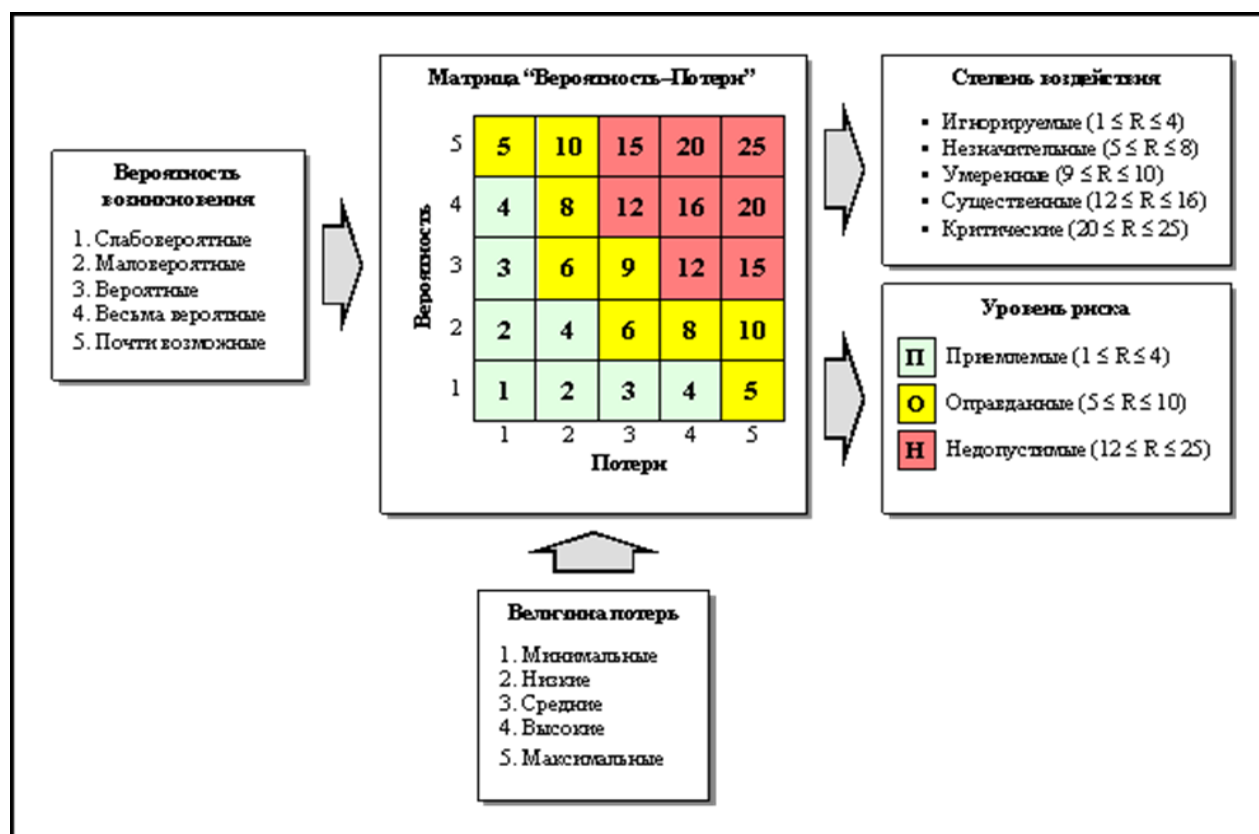 Вероятность
возникновения
1. Слабовероятные
2. Маловероятные
3. Вероятные
4. Весьма вероятные
5. Почти возможные
Матрица “Вероятность–Потери”
Вероятность
5 5 10 15 20 25
4 4 8 12 16 20
3 3 6 9 12 15
2 2 4 6 8 10
1 1 2 3 4 5
1 2 3 4 5
Потери
Степень воздействия
▪ Игнорируемые (1 ≤ R ≤ 4)
▪ Незначительные (5 ≤ R ≤ 8)
▪ Умеренные (9 ≤ R ≤ 10)
▪ Существенные (12 ≤ R ≤ 16)
▪ Критические (20 ≤ R ≤ 25)
Уровень риска
П Приемлемые (1 ≤ R ≤ 4)
О Оправданные (5 ≤ R ≤ 10)
Н Недопустимые (12 ≤ R ≤ 25)
Величина потерь
1. Минимальные
2. Низкие
3. Средние
4. Высокие
5. Максимальные